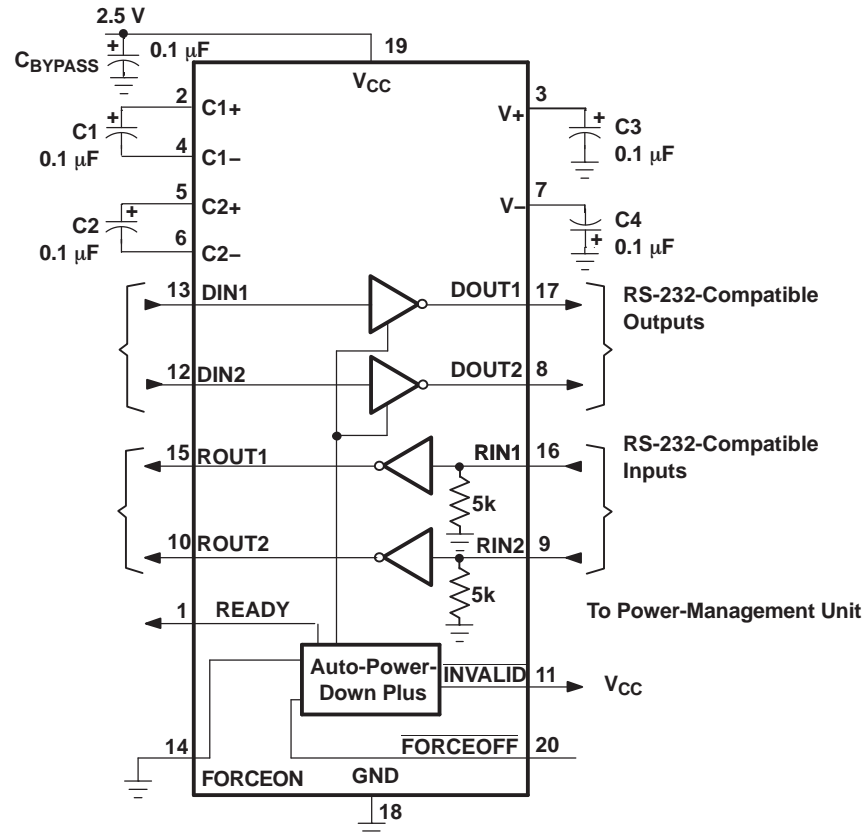 2.5 V
CBYPASS
0.1 μF
19
VCC
2
C1+
C1
0.1 μF
4
C1−
5
C2+
C2
0.1 μF
6
C2−
3
V+
C3
0.1 μF
7
V−
C4
0.1 μF
13
DIN1
DOUT1
17
RS-232-Compatible
Outputs
12
DIN2
DOUT2
8
15
ROUT1
RIN1
16
RS-232-Compatible
Inputs
5k
10
ROUT2
RIN2
9
5k
1
READY
To Power-Management Unit
Auto-Power-
Down Plus
INVALID
11
VCC
14
FORCEOFF
20
FORCEON
GND
18